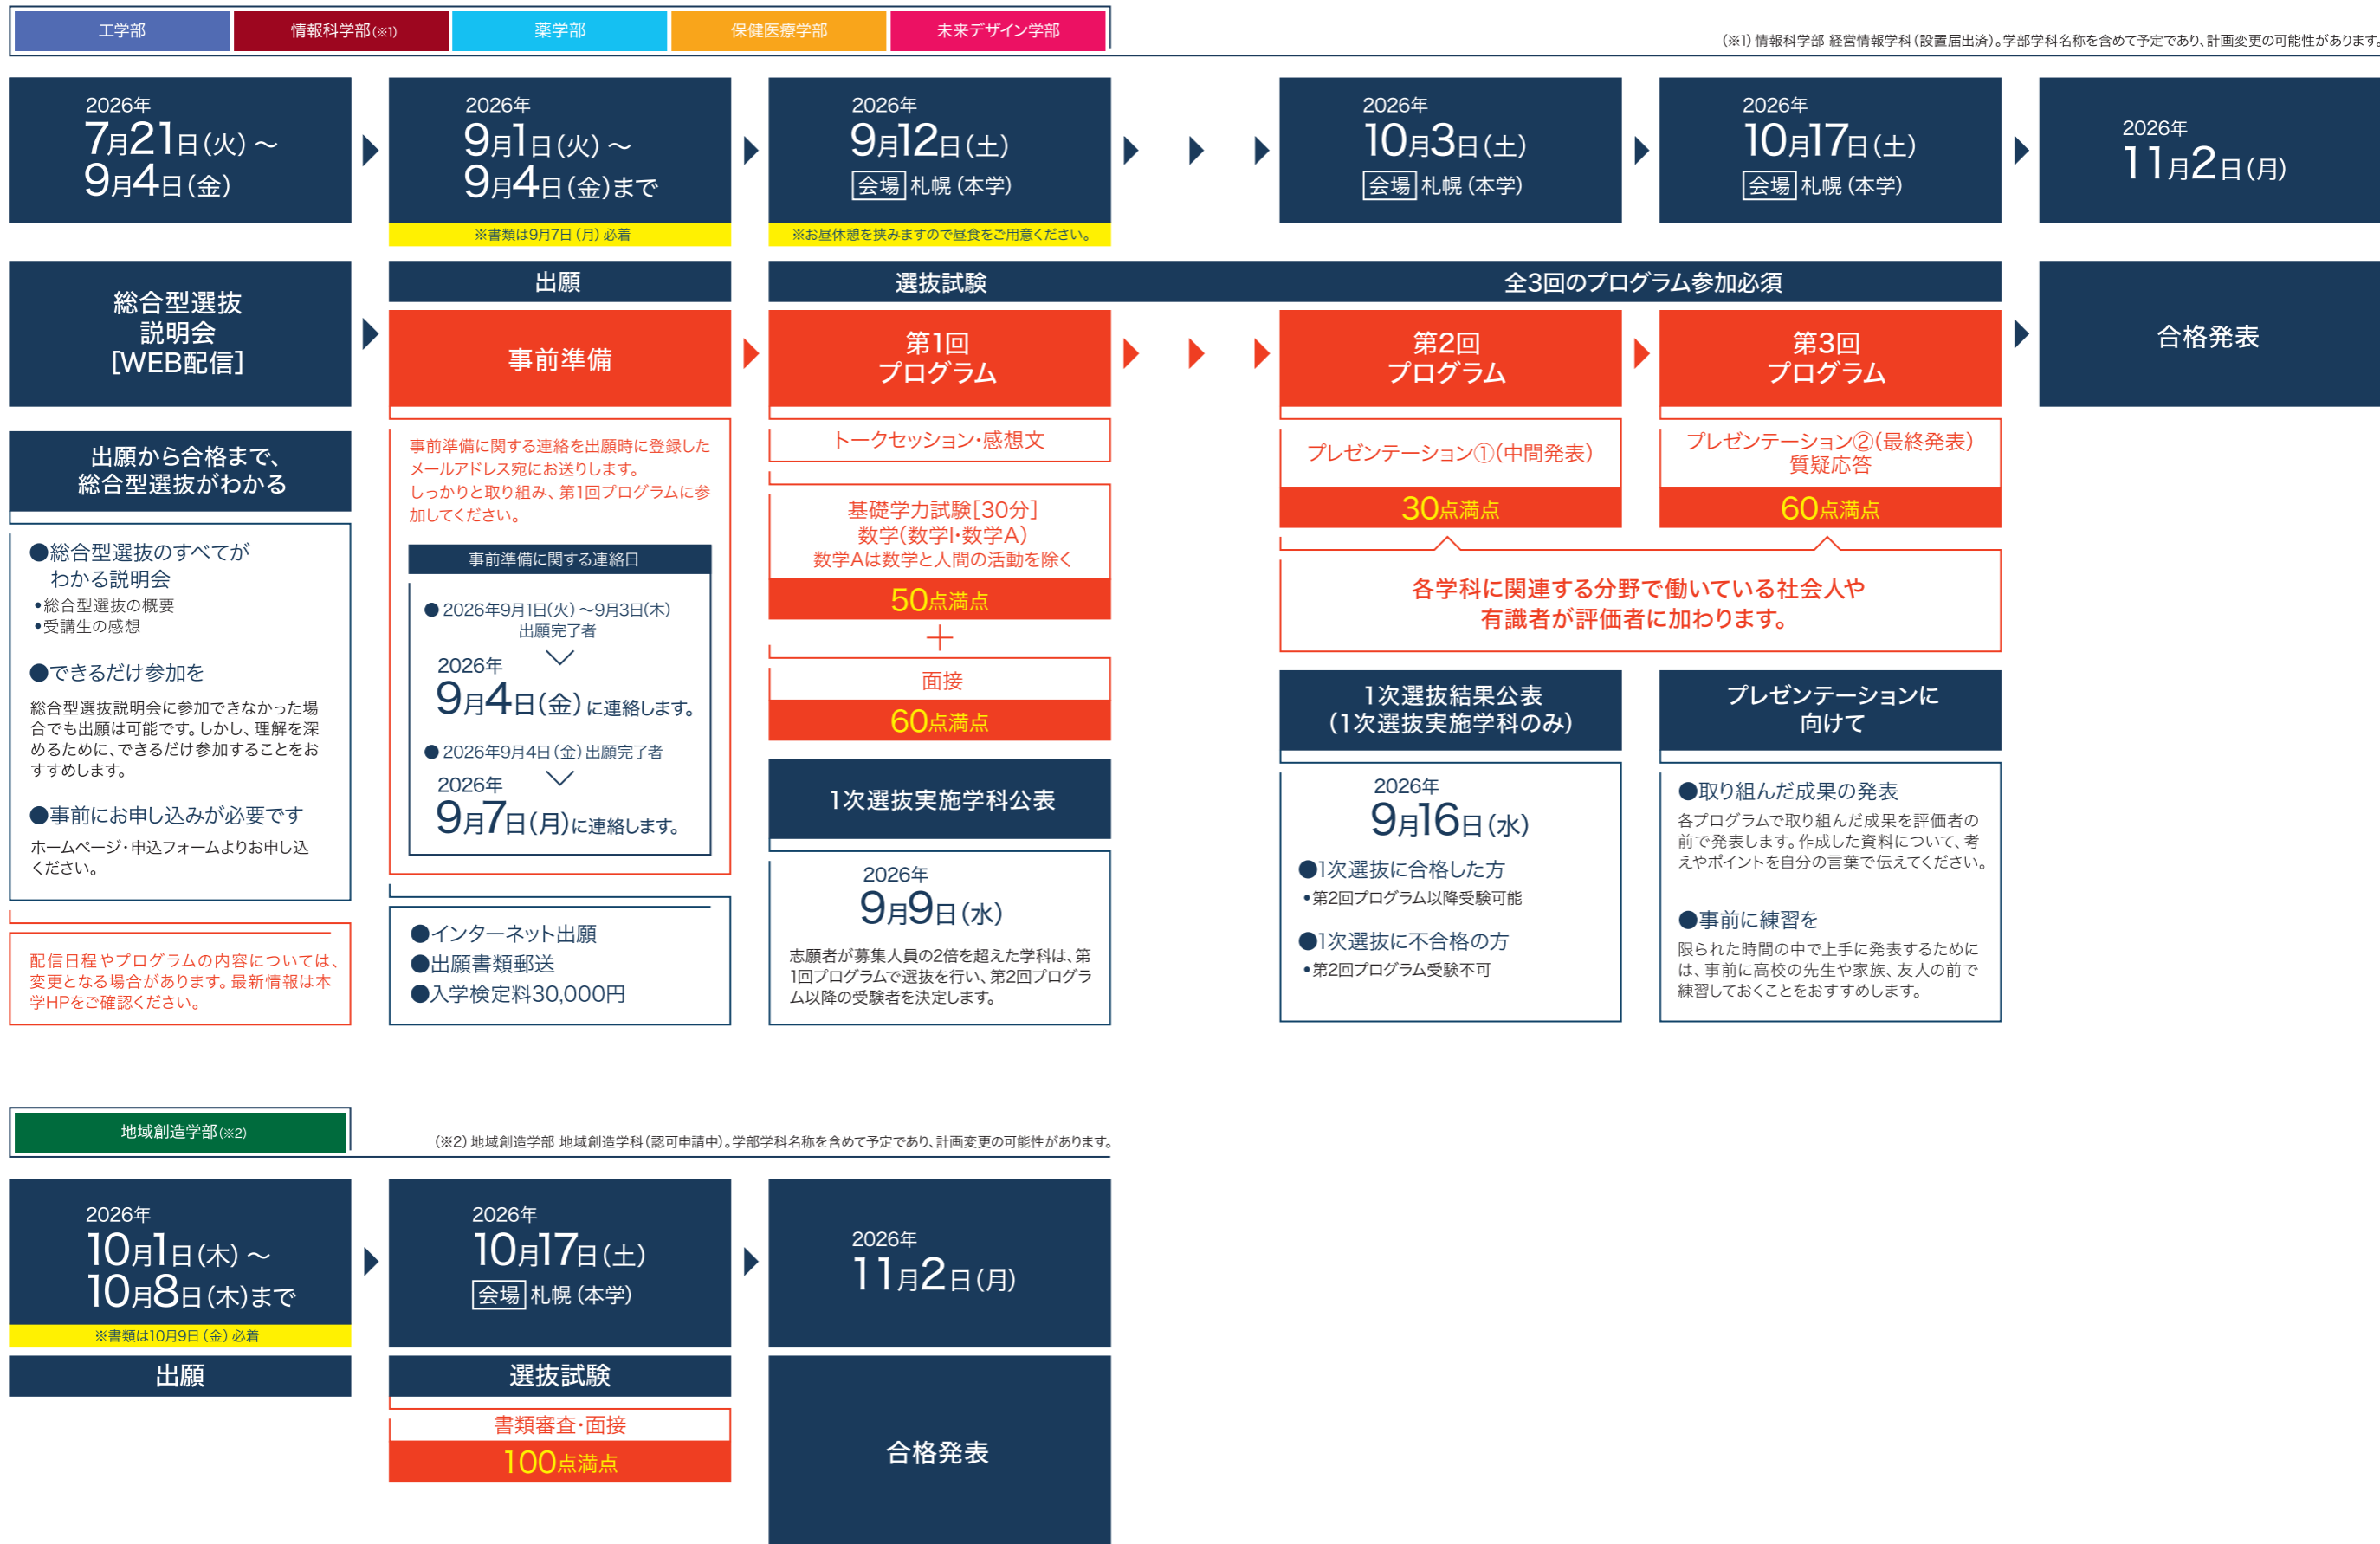 工学部
情報科学部(※1)
薬学部
保健医療学部
未来デザイン学部
(※1) 情報科学部 経営情報学科(設置届出済)。学部学科名称を含めて予定であり、計画変更の可能性があります。
2026年
7月21日(火)～
9月4日(金)
2026年
9月1日(火)～
9月4日(金)まで
※書類は9月7日(月)必着
2026年
9月12日(土)
会場 札幌(本学)
※お昼休憩を挟みますので昼食をご用意ください。
2026年
10月3日(土)
会場 札幌(本学)
2026年
10月17日(土)
会場 札幌(本学)
2026年
11月2日(月)
総合型選抜
説明会
[WEB配信]
出願
事前準備
選抜試験
全3回のプログラム参加必須
第1回
プログラム
第2回
プログラム
第3回
プログラム
合格発表
出願から合格まで、
総合型選抜がわかる
●総合型選抜のすべてが
わかる説明会
•総合型選抜の概要
•受講生の感想
●できるだけ参加を
総合型選抜説明会に参加できなかった場
合でも出願は可能です。しかし、理解を深
めるために、できるだけ参加することをお
すすめします。
●事前にお申し込みが必要です
ホームページ・申込フォームよりお申し込
ください。
配信日程やプログラムの内容については、
変更となる場合があります。最新情報は本
学HPをご確認ください。
事前準備に関する連絡を出願時に登録した
メールアドレス宛にお送りします。
しっかりと取り組み、第1回プログラムに参
加してください。
事前準備に関する連絡日
●2026年9月1日(火)～9月3日(木)
出願完了者
2026年
9月4日(金)に連絡します。
●2026年9月4日(金)出願完了者
2026年
9月7日(月)に連絡します。
●インターネット出願
●出願書類郵送
●入学検定料30,000円
トークセッション・感想文
基礎学力試験[30分]
数学(数学I・数学A)
数学Aは数学と人間の活動を除く
50点満点
＋
面接
60点満点
1次選抜実施学科公表
2026年
9月9日(水)
志願者が募集人員の2倍を超えた学科は、第
1回プログラムで選抜を行い、第2回プログラ
ム以降の受験者を決定します。
プレゼンテーション①(中間発表)
30点満点
プレゼンテーション②(最終発表)
質疑応答
60点満点
各学科に関連する分野で働いている社会人や
有識者が評価者に加わります。
1次選抜結果公表
(1次選抜実施学科のみ)
2026年
9月16日(水)
●1次選抜に合格した方
•第2回プログラム以降受験可能
●1次選抜に不合格の方
•第2回プログラム受験不可
プレゼンテーションに
向けて
●取り組んだ成果の発表
各プログラムで取り組んだ成果を評価者の
前で発表します。作成した資料について、考
えやポイントを自分の言葉で伝えてください。
●事前に練習を
限られた時間の中で上手に発表するために
は、事前に高校の先生や家族、友人の前で
練習しておくことをおすすめします。
地域創造学部(※2)
(※2) 地域創造学部 地域創造学科(認可申請中)。学部学科名称を含めて予定であり、計画変更の可能性があります。
2026年
10月1日(木)～
10月8日(木)まで
※書類は10月9日(金)必着
出願
2026年
10月17日(土)
会場 札幌(本学)
選抜試験
書類審査・面接
100点満点
2026年
11月2日(月)
合格発表